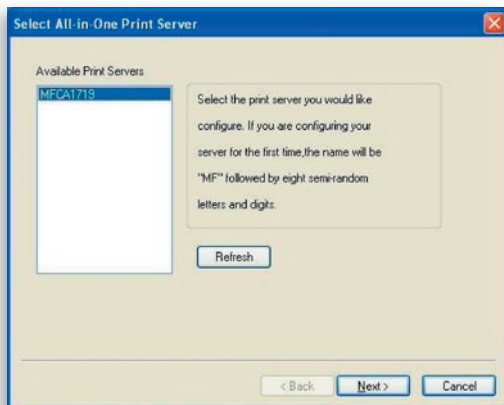 Select All-in-One Print Server
Available Print Servers
MFCA1719
Select the print server you would like
configure. If you are configuring your
server for the first time,the name will be
"MF" followed by eight semi-random
letters and digits.
Refresh
< Back
Next >
Cancel